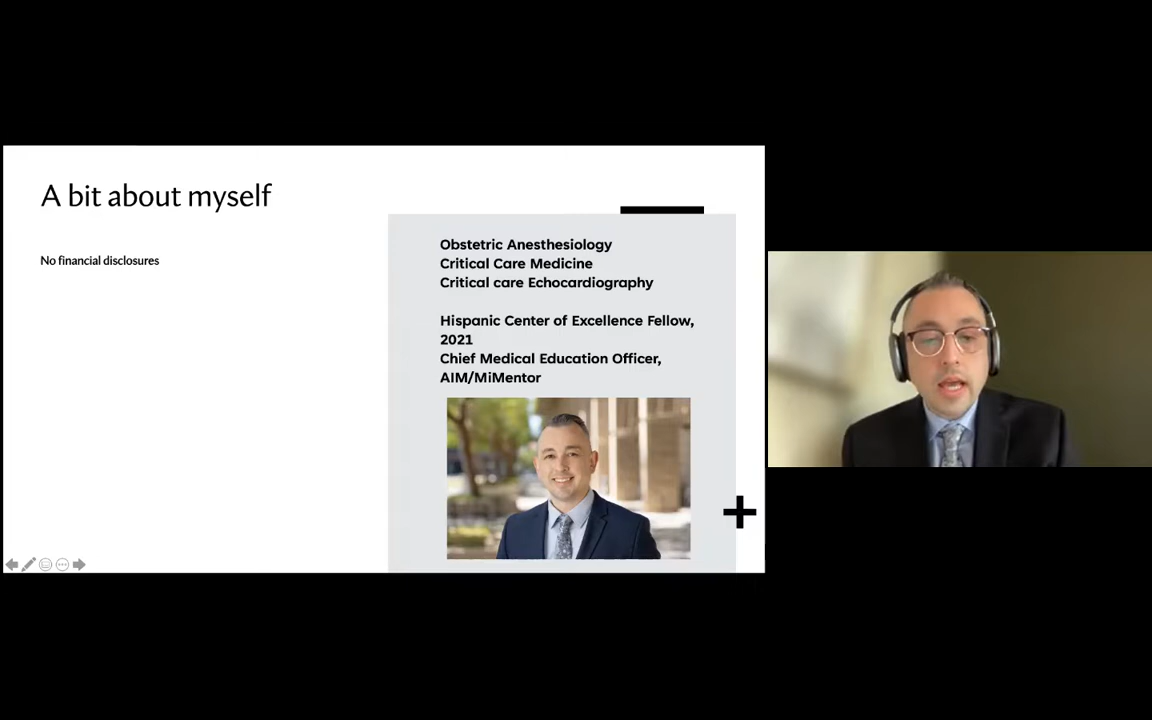 A bit about myself
No financial disclosures
Obstetric Anesthesiology
Critical Care Medicine
Critical care Echocardiography
Hispanic Center of Excellence Fellow,
2021
Chief Medical Education Officer,
AIM/MiMentor